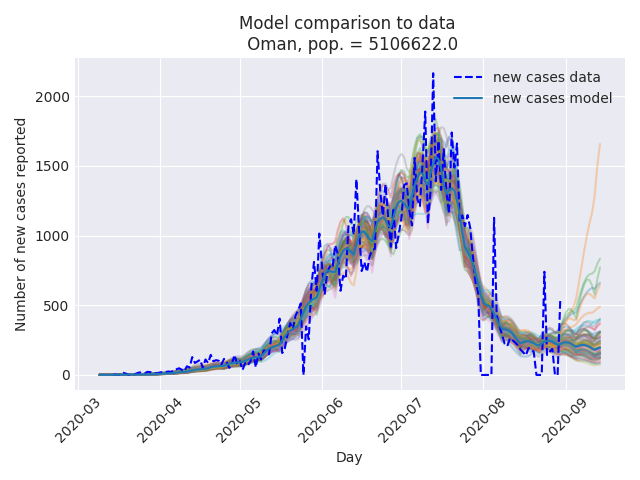 Model comparison to data
Oman, pop. = 5106622.0
new cases data
new cases model
Number of new cases reported
2000
1500
1000
500
0
2020-03
2020-04
2020-05
2020-06
2020-07
2020-08
2020-09
Day